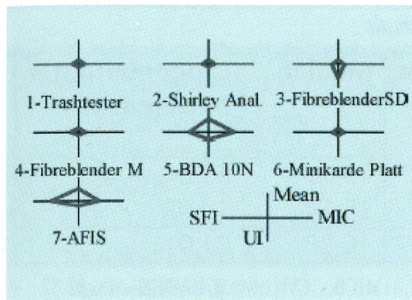 1-Trashtester 2-Shirley Anal. 3-FibreblenderSD
4-Fibreblender M 5-BDA 10N 6-Minikarde Platt
Mean
SFI MIC
UI
7-AFIS